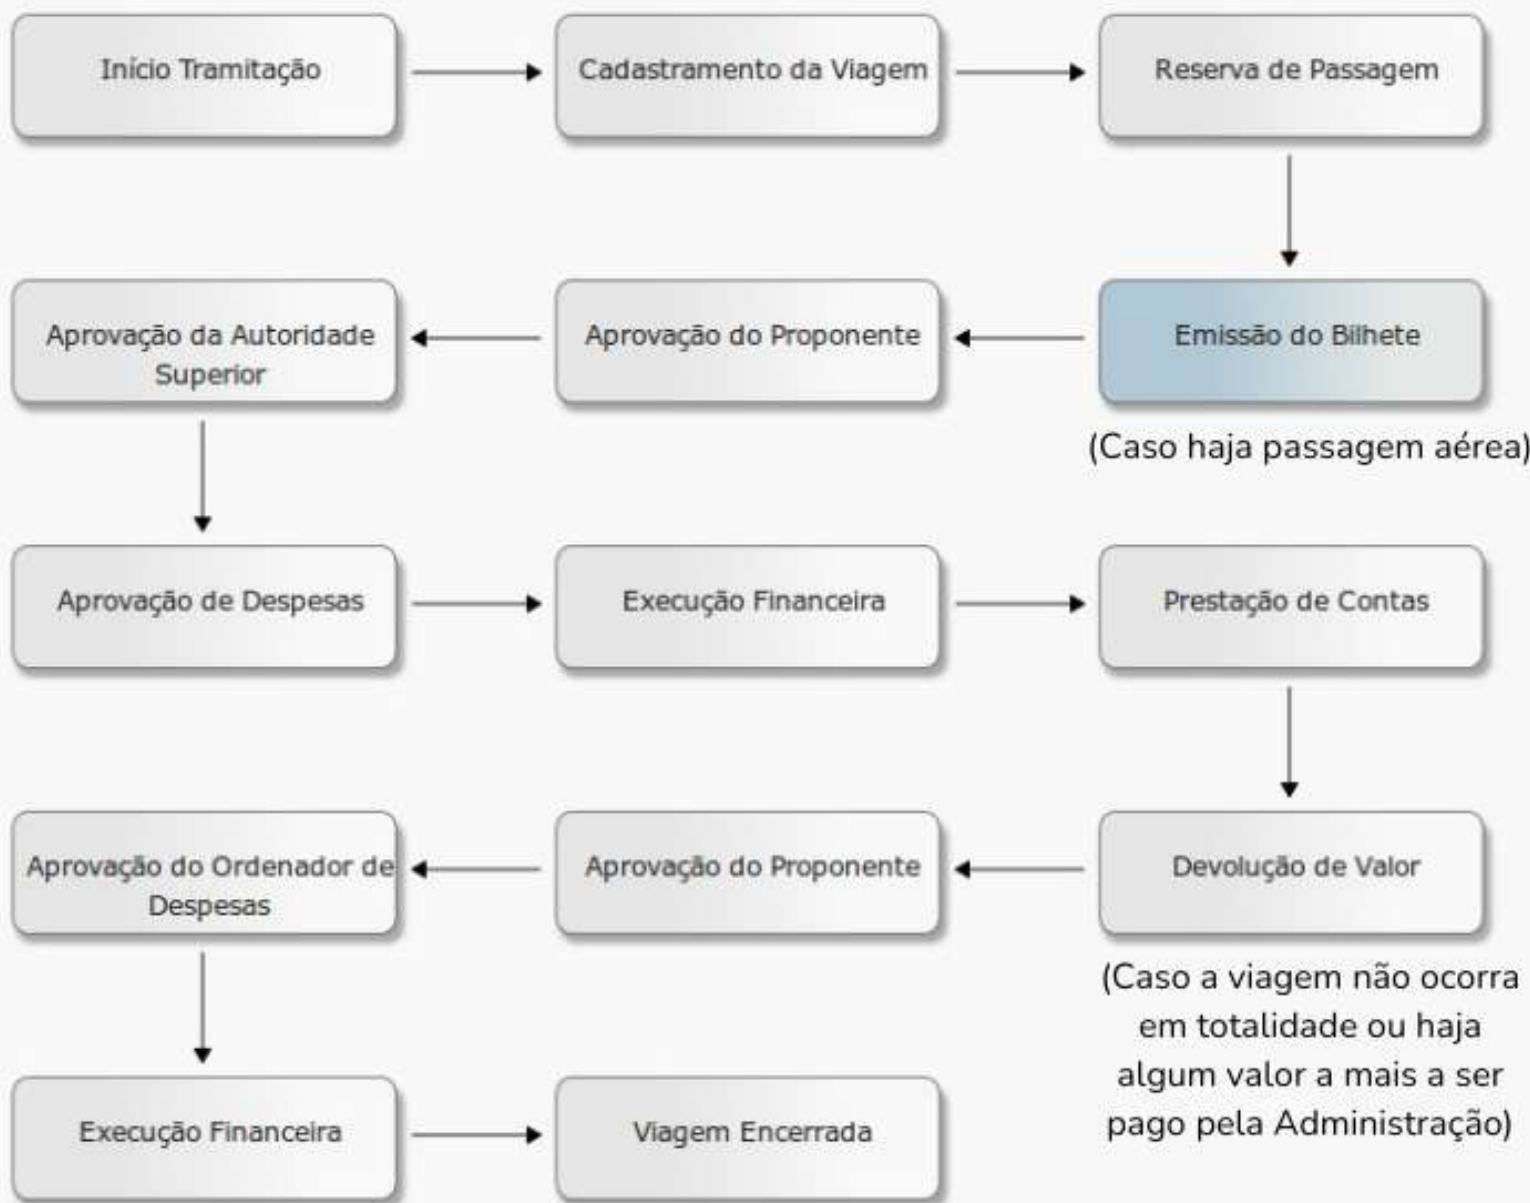 Início Tramitação
Cadastramento da Viagem
Reserva de Passagem
Emissão do Bilhete
(Caso haja passagem aérea)
Aprovação do Proponente
Aprovação da Autoridade
Superior
Aprovação de Despesas
Execução Financeira
Prestação de Contas
Devolução de Valor
(Caso a viagem não ocorra
em totalidade ou haja
algum valor a mais a ser
pago pela Administração)
Aprovação do Proponente
Aprovação do Ordenador de
Despesas
Execução Financeira
Viagem Encerrada